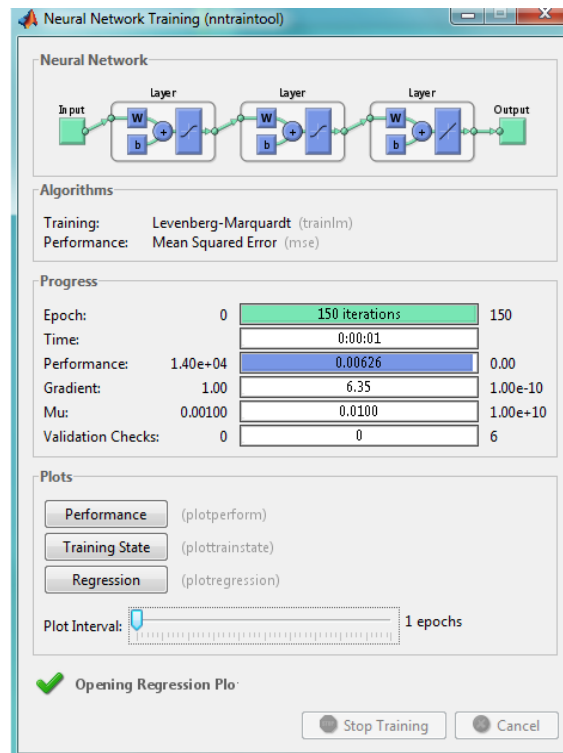 Neural Network Training (nntraintool)
Neural Network
Layer Layer Layer
Input Output
W W W
+ + +
b b b
Algorithms
Training: Levenberg-Marquardt (trainlm)
Performance: Mean Squared Error (mse)
Progress
Epoch: 0 150 iterations 150
Time: 0:00:01
Performance: 1.40e+04 0.00626 0.00
Gradient: 1.00 6.35 1.00e-10
Mu: 0.00100 0.0100 1.00e+10
Validation Checks: 0 0 6
Plots
Performance (plotperform)
Training State (plottrainstate)
Regression (plotregression)
Plot Interval: 1 epochs
Opening Regression Plo
Stop Training Cancel